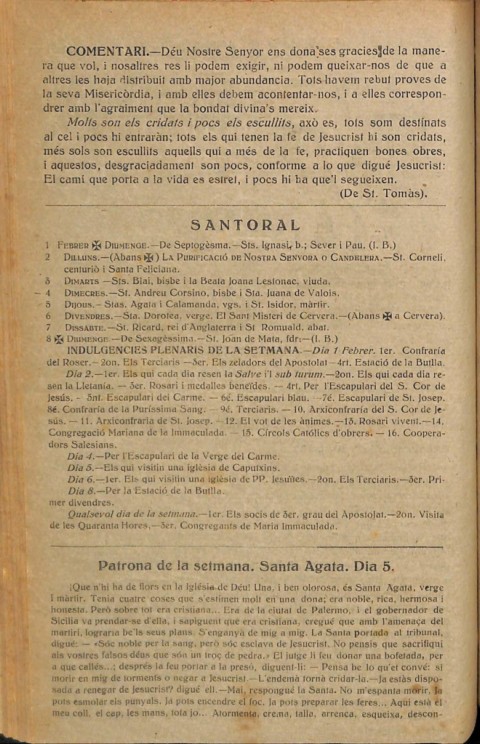 COMENTARI.—Déu Nostre Senyor ens dona ses gracies de la mane-
ra que vol, i nosaltres res li podem exigir, ni podem queixar-nos de que a
altres les haja distribuit amb major abundancia. Tots havem rebut proves de
la seva Misericòrdia, i amb elles debem acontentar-nos, i a elles correspon-
drer amb l'agraiment que la bondat divina's mereix.
Molts son els cridats i pocs els escullits, axò es, tots som destinats
al cel i pocs hi entraràn; tots els qui tenen la fe de Jesucrist hi son cridats,
més sols son escullits aquells qui a més de la fe, practiquen bones obres,
i aquestos, desgraciadament son pocs, conforme a lo que digué Jesucrist:
El cami que porta a la vida es estret, i pocs hi ha que'l segueixen.
(De St. Tomàs).
SANTORAL
1 FEBRER ✠ DIUMENGE.—De Septogèsma.—Sts. Ignasi, b.; Sever i Pau. (I. B.)
2 DILLUNS.—(Abans ✠) LA PURIFICACIÓ DE NOSTRA SENYORA O CANDELERA.—St. Corneli,
centurió i Santa Feliciana.
3 DIMARTS —Sts. Blai, bisbe i la Beata Joana Lestonac, viuda.
4 DIMECRES.—St. Andreu Corsino, bisbe i Sta. Juana de Valois.
5 DIJOUS.—Stas. Agata i Calamanda, vgs. i St. Isidor, màrtir.
6 DIVENDRES.—Sta. Dorotea, verge. El Sant Misteri de Cervera.—(Abans ✠ a Cervera).
7 DISSABTE.—St. Ricard, rei d'Anglaterra i St Romuald, abat.
8 ✠ DIUMENGE.—De Sexagèssima.—St. Joan de Mata, fdr.—(I. B.)
INDULGENCIES PLENARIS DE LA SETMANA.—Dia 1 Febrer. 1er. Confraría
del Roser.—2on. Els Terciaris —3er. Els zeladors del Apostolat—4rt. Estació de la Butlla.
Dia 2.—1er. Els qui cada dia resen la Salve i'l sub tuum.—2on. Els qui cada dia re-
sen la Lletanía. — 3er. Rosari i medalles beneïdes. — 4rt. Per l'Escapulari del S. Cor de
Jesús. - 5nt. Escapulari del Carme. — 6é. Escapulari blau. —7é. Escapulari de St. Josep.
8é. Confraría de la Puríssima Sang. — 9é. Terciaris. — 10. Arxiconfraria del S. Cor de Je-
sús. — 11. Arxiconfraria de St. Josep. —12. El vot de les ànimes.—13. Rosari vivent.—14.
Congregació Mariana de la Immaculada. — 15. Círcols Católics d'obrers. — 16. Coopera-
dors Salesians.
Dia 4.—Per l'Escapulari de la Verge del Carme.
Dia 5.—Els qui visitin una iglèsia de Caputxins.
Dia 6.—1er. Els qui visitin una iglèsia de PP. Jesuïtes.—2on. Els Terciaris.—3er. Pri-
Dia 8.—Per la Estació de la Butlla.
mer divendres.
Qualsevol dia de la setmana.—1er. Els socis de 3er. grau del Apostolat.—2on. Visita
de les Quaranta Hores.—3er. Congregants de Maria Immaculada.
Patrona de la setmana. Santa Agata. Dia 5.
¡Que n'hi ha de flors en la Iglésia de Déu! Una, i ben olorosa, és Santa Agata, verge
i màrtir. Tenía cuatre coses que s'estimen molt en una dona; era noble, rica, hermosa i
honesta. Però sobre tot era cristiana... Era de la ciutat de Palermo, i el gobernador de
Sicilia va prendar-se d'ella, i sapiguent que era cristiana, cregué que amb l'amenaça del
martiri, lograria be'ls seus plans. S'enganyà de mig a mig. La Santa portada al tribunal,
digué: — «Sóc noble per la sang, però sóc esclava de Jesucrist. No pensis que sacrifiqui
als vostres falsos déus que són un troç de pedra.» El jutge li feu donar una bofetada, per
a que callés...; després la feu portar a la presó, diguent-li: — Pensa be lo qu'et convé: si
morir en mig de torments o negar a Jesucrist.—L'endemà tornà cridar-la.—Ja estàs dispo-
sada a renegar de Jesucrist? digué ell.—Mai, respongué la Santa. No m'espanta morir. Ja
pots esmolar els punyals. Ja pots encendre el foc, Ja pots preparar les feres... Aqui està el
meu coll, el cap, les mans, tota jo... Atormenta, crema, talla, arrenca, esqueixa, descon-